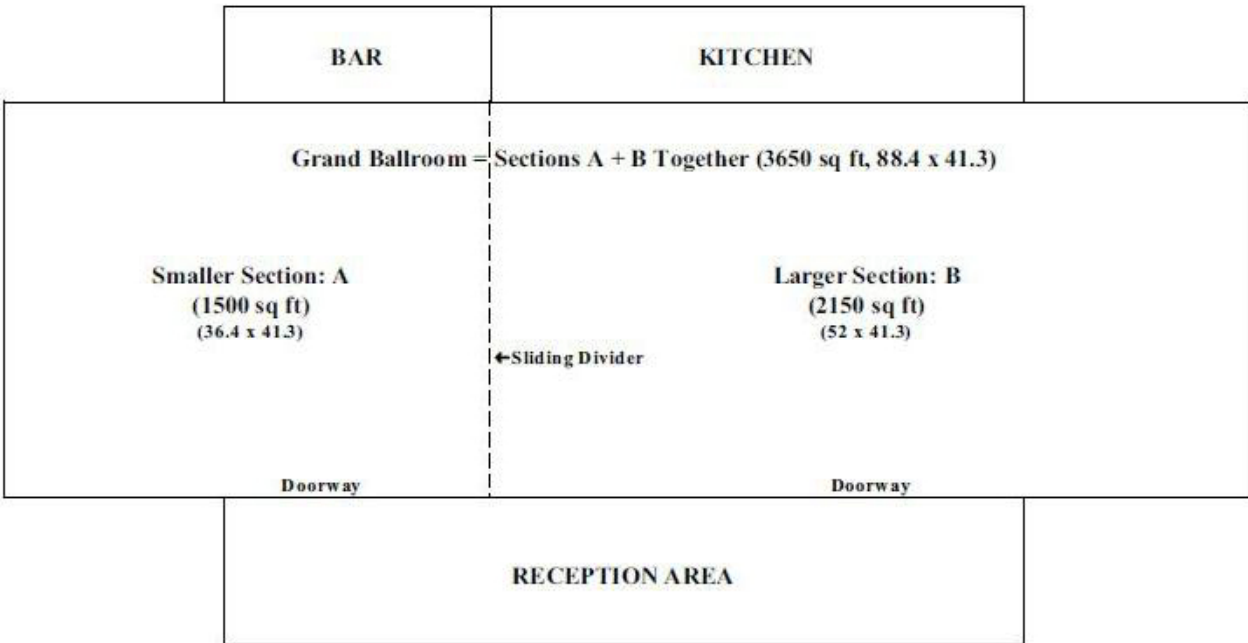 BAR
KITCHEN
Grand Ballroom = Sections A + B Together (3650 sq ft, 88.4 x 41.3)
Smaller Section: A
(1500 sq ft)
(36.4 x 41.3)
Larger Section: B
(2150 sq ft)
(52 x 41.3)
←Sliding Divider
Doorway
Doorway
RECEPTION AREA